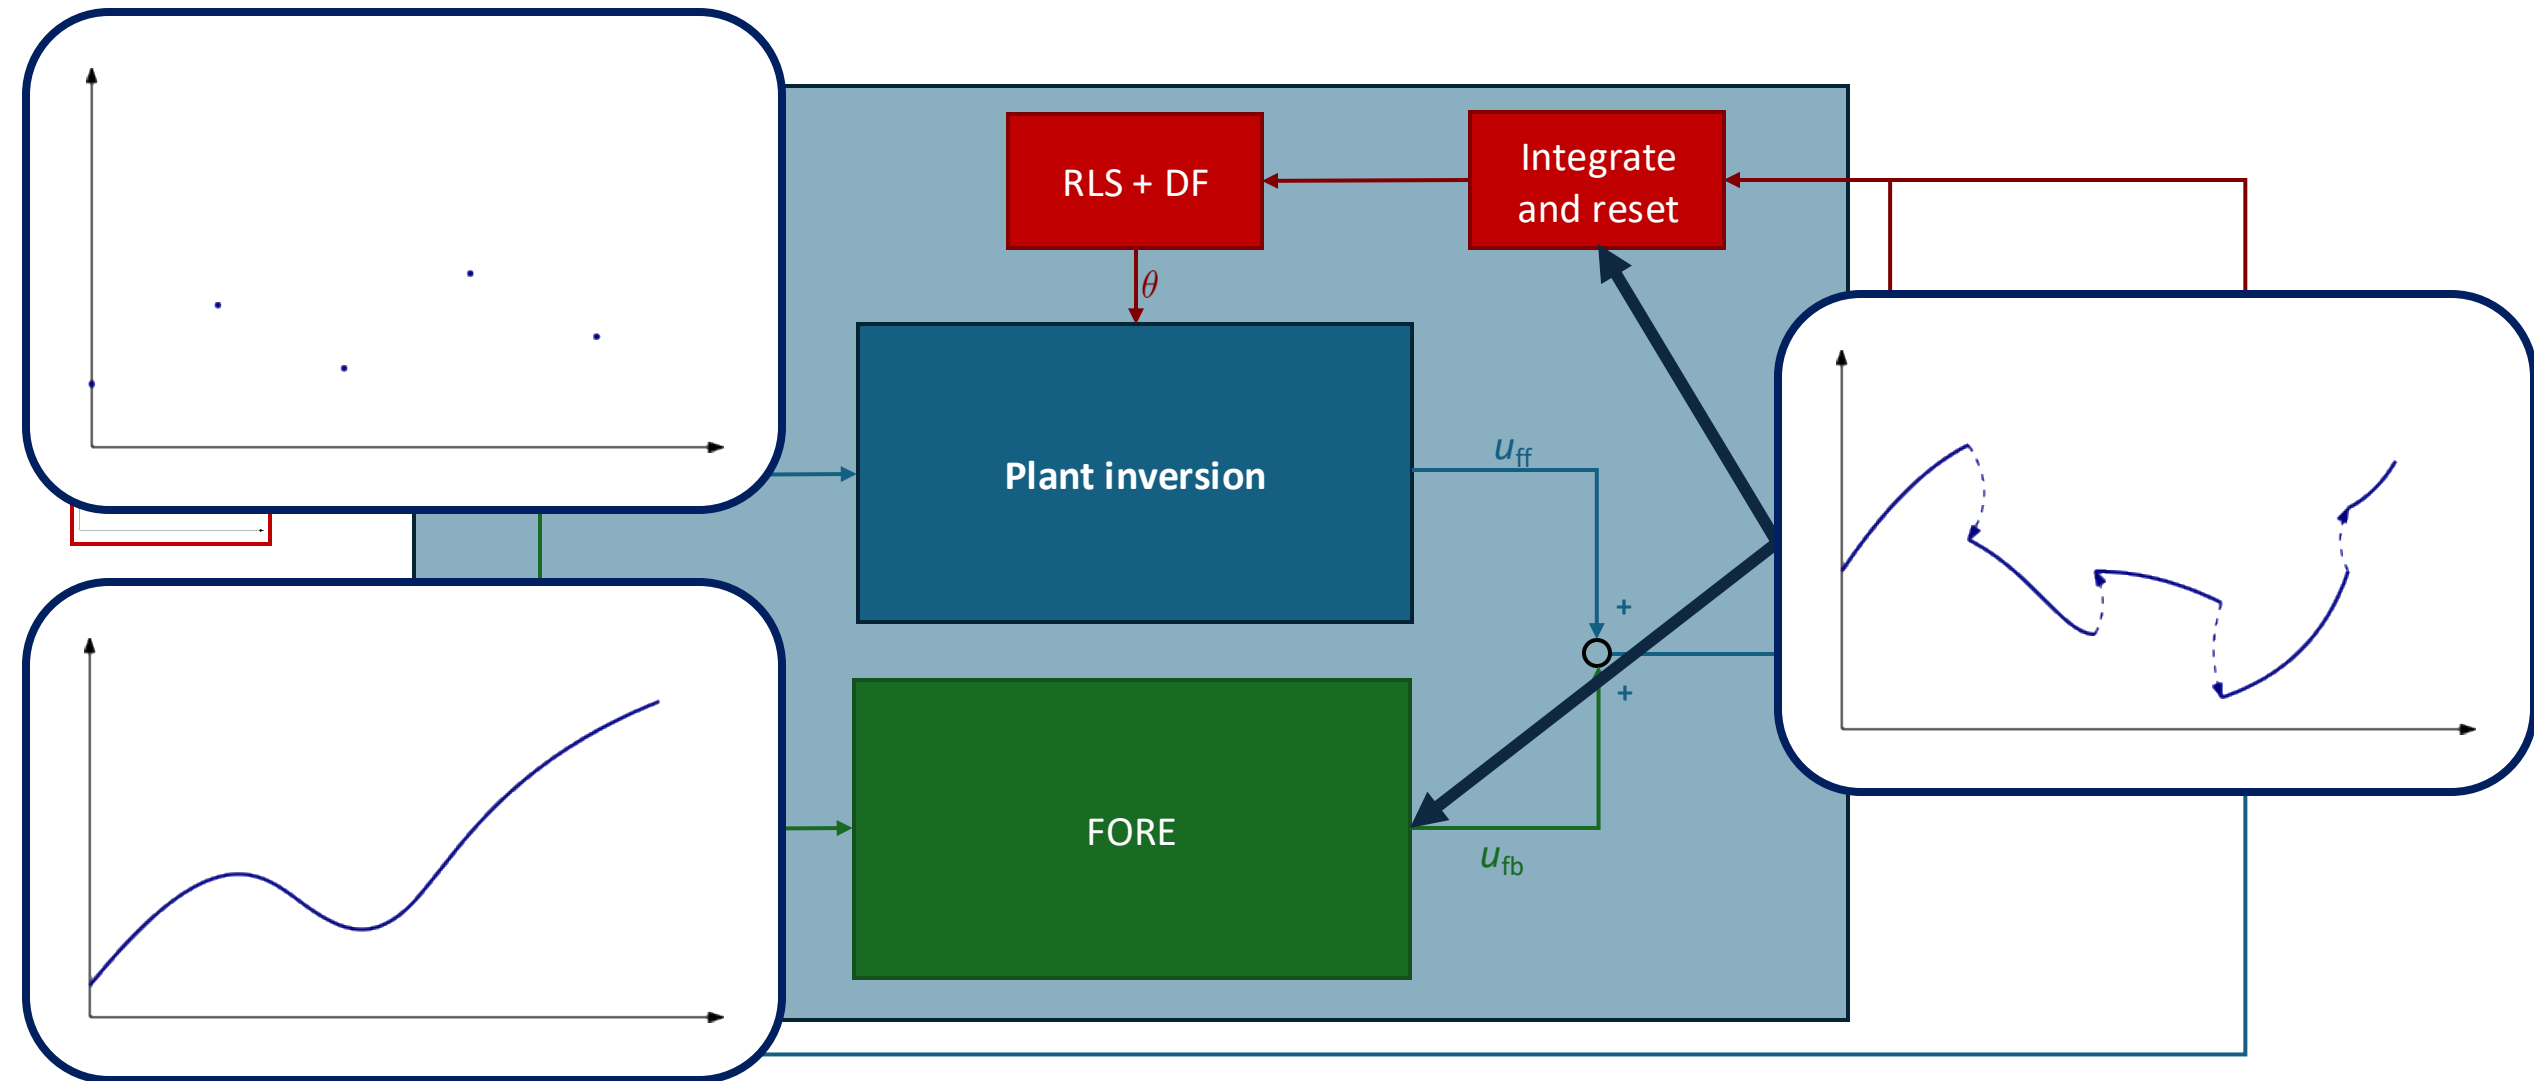 RLS + DF
Integrate
and reset
θ
Plant inversion
u_ff
+
+
FORE
u_fb